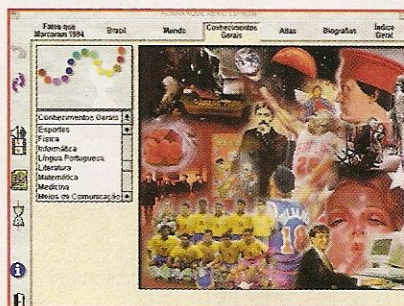 Fatos que
Marcaram 1994
Brasil
Mundo
Conhecimentos
Gerais
Atlas
Biografias
Índice
Geral
Conhecimentos Gerais
Esportes
Física
Informática
Língua Portuguesa
Literatura
Matemática
Medicina
Meios de Comunicação